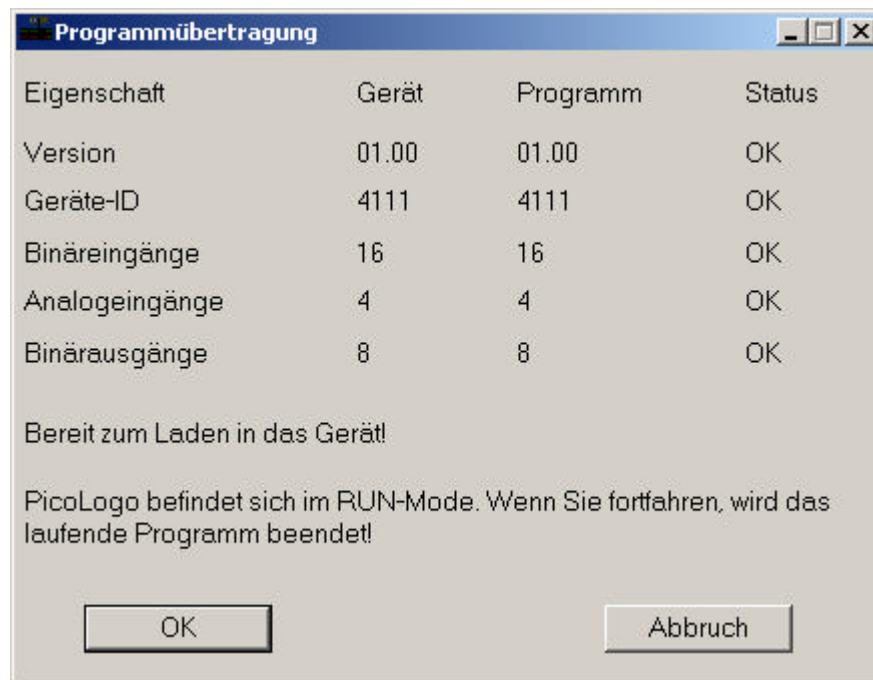 Programmübertragung
Eigenschaft Gerät Programm Status
Version 01.00 01.00 OK
Geräte-ID 4111 4111 OK
Binäreingänge 16 16 OK
Analogeingänge 4 4 OK
Binärausgänge 8 8 OK
Bereit zum Laden in das Gerät!
PicoLogo befindet sich im RUN-Mode. Wenn Sie fortfahren, wird das
laufende Programm beendet!
OK Abbruch